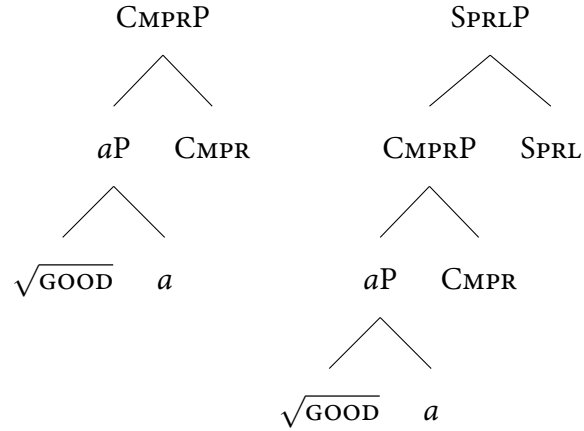 CMPRP SPRLP
aP CMPR CMPRP SPRL
√GOOD a aP CMPR
√GOOD a